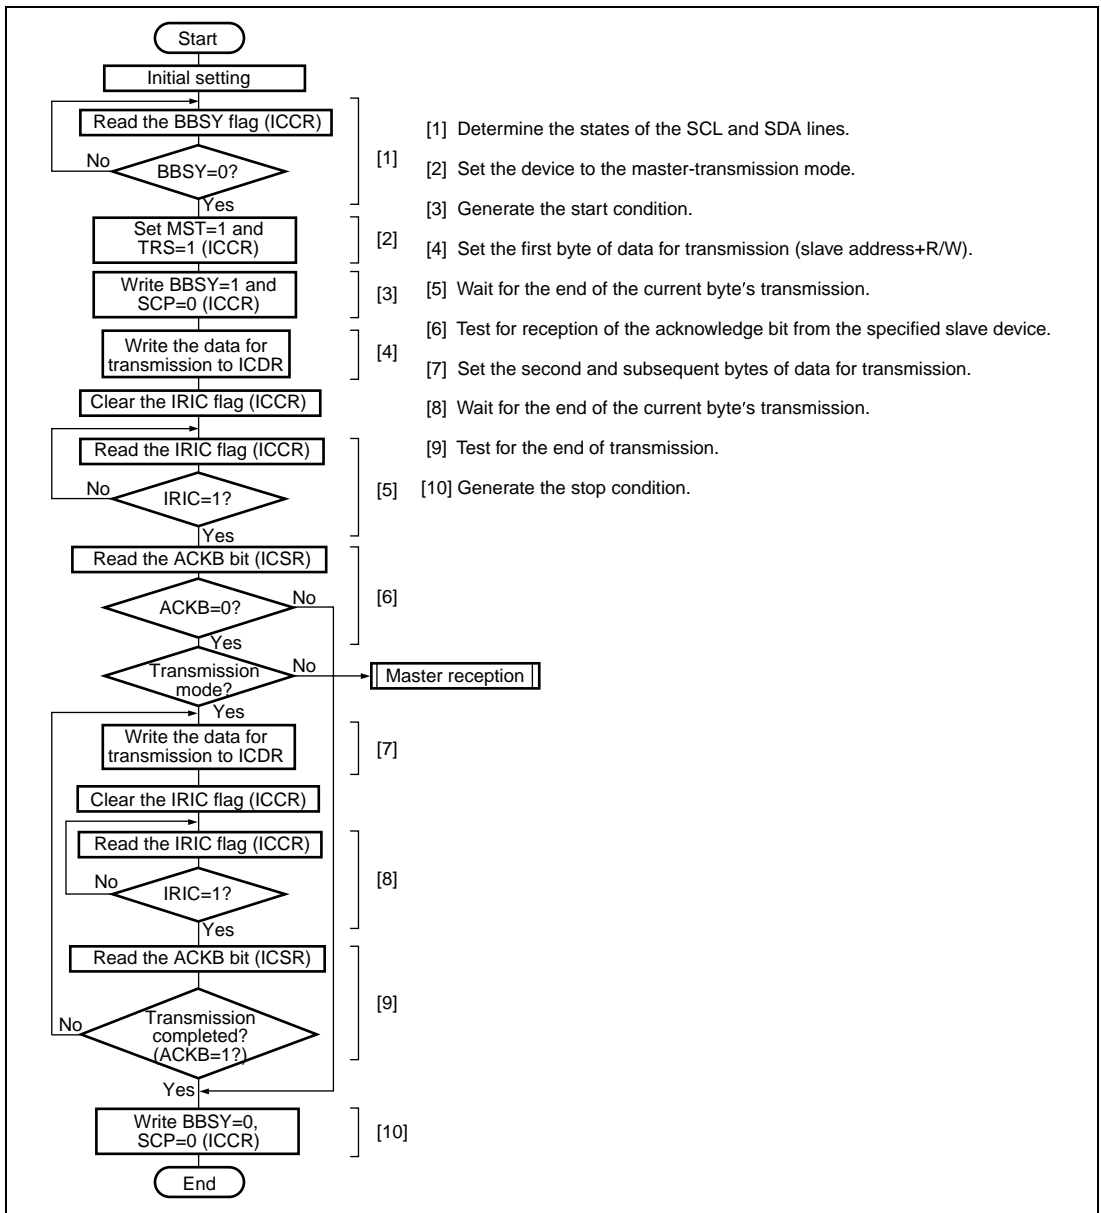 Start
Initial setting
Read the BBSY flag (ICCR)
No
BBSY=0?
Yes
[1]
Set MST=1 and
TRS=1 (ICCR)
[2]
Write BBSY=1 and
SCP=0 (ICCR)
[3]
Write the data for
transmission to ICDR
[4]
Clear the IRIC flag (ICCR)
Read the IRIC flag (ICCR)
No
IRIC=1?
Yes
[5]
Read the ACKB bit (ICSR)
ACKB=0?
No
Yes
[6]
Transmission
mode?
No
Yes
Master reception
Write the data for
transmission to ICDR
[7]
Clear the IRIC flag (ICCR)
Read the IRIC flag (ICCR)
No
IRIC=1?
Yes
[8]
Read the ACKB bit (ICSR)
No
Transmission
completed?
(ACKB=1?)
Yes
[9]
Write BBSY=0,
SCP=0 (ICCR)
[10]
End
[1] Determine the states of the SCL and SDA lines.
[2] Set the device to the master-transmission mode.
[3] Generate the start condition.
[4] Set the first byte of data for transmission (slave address+R/W).
[5] Wait for the end of the current byte′s transmission.
[6] Test for reception of the acknowledge bit from the specified slave device.
[7] Set the second and subsequent bytes of data for transmission.
[8] Wait for the end of the current byte′s transmission.
[9] Test for the end of transmission.
[10] Generate the stop condition.